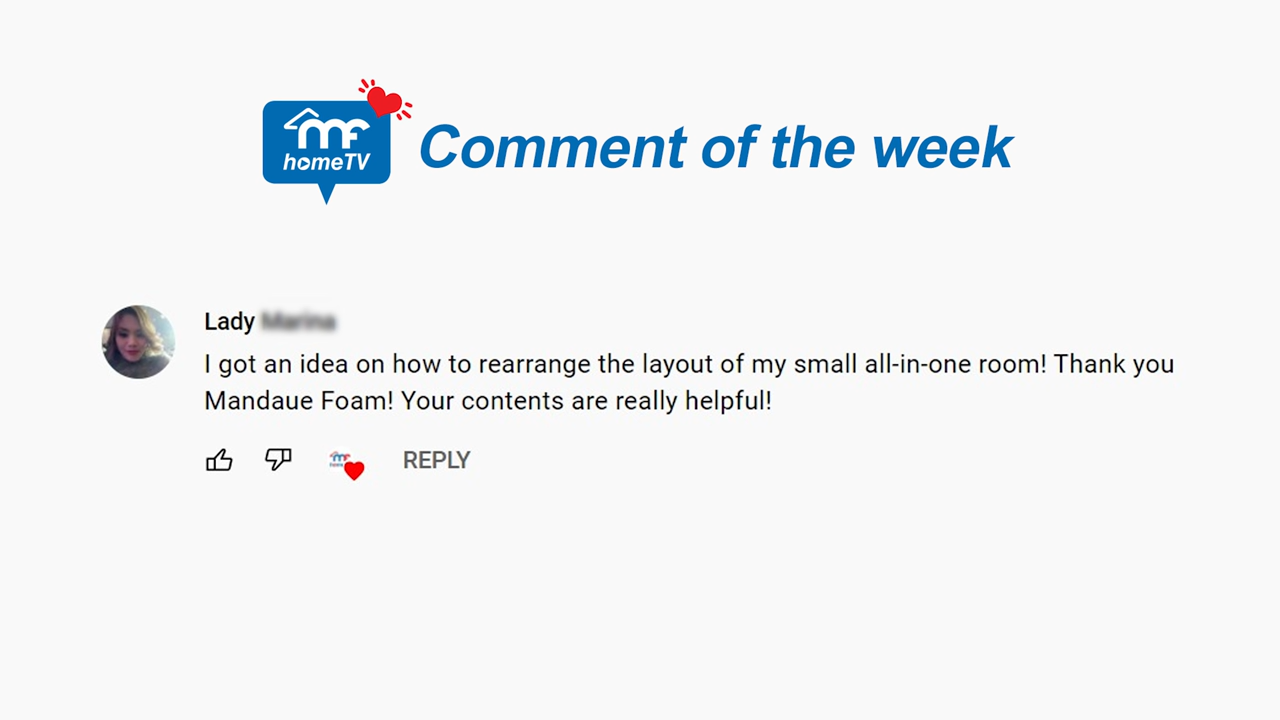 mf
homeTV
Comment of the week
Lady
I got an idea on how to rearrange the layout of my small all-in-one room! Thank you
Mandaue Foam! Your contents are really helpful!
REPLY